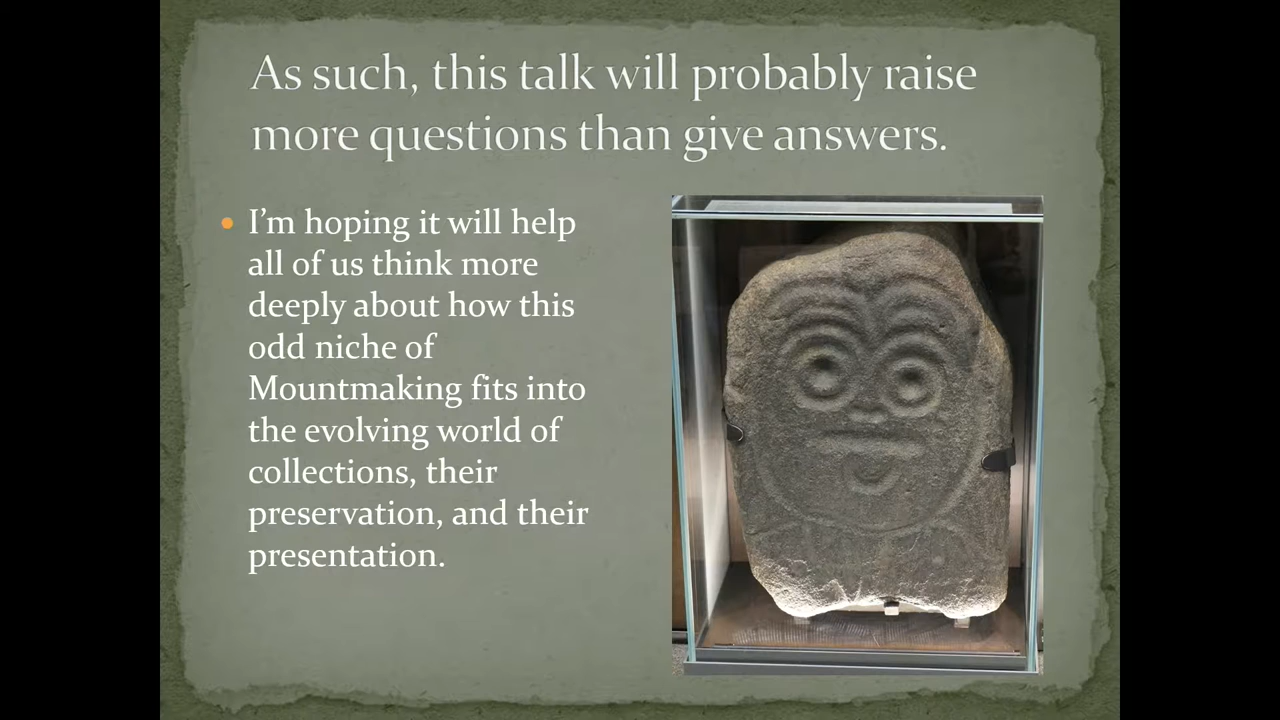 As such, this talk will probably raise
more questions than give answers.
I’m hoping it will help
all of us think more
deeply about how this
odd niche of
Mountmaking fits into
the evolving world of
collections, their
preservation, and their
presentation.